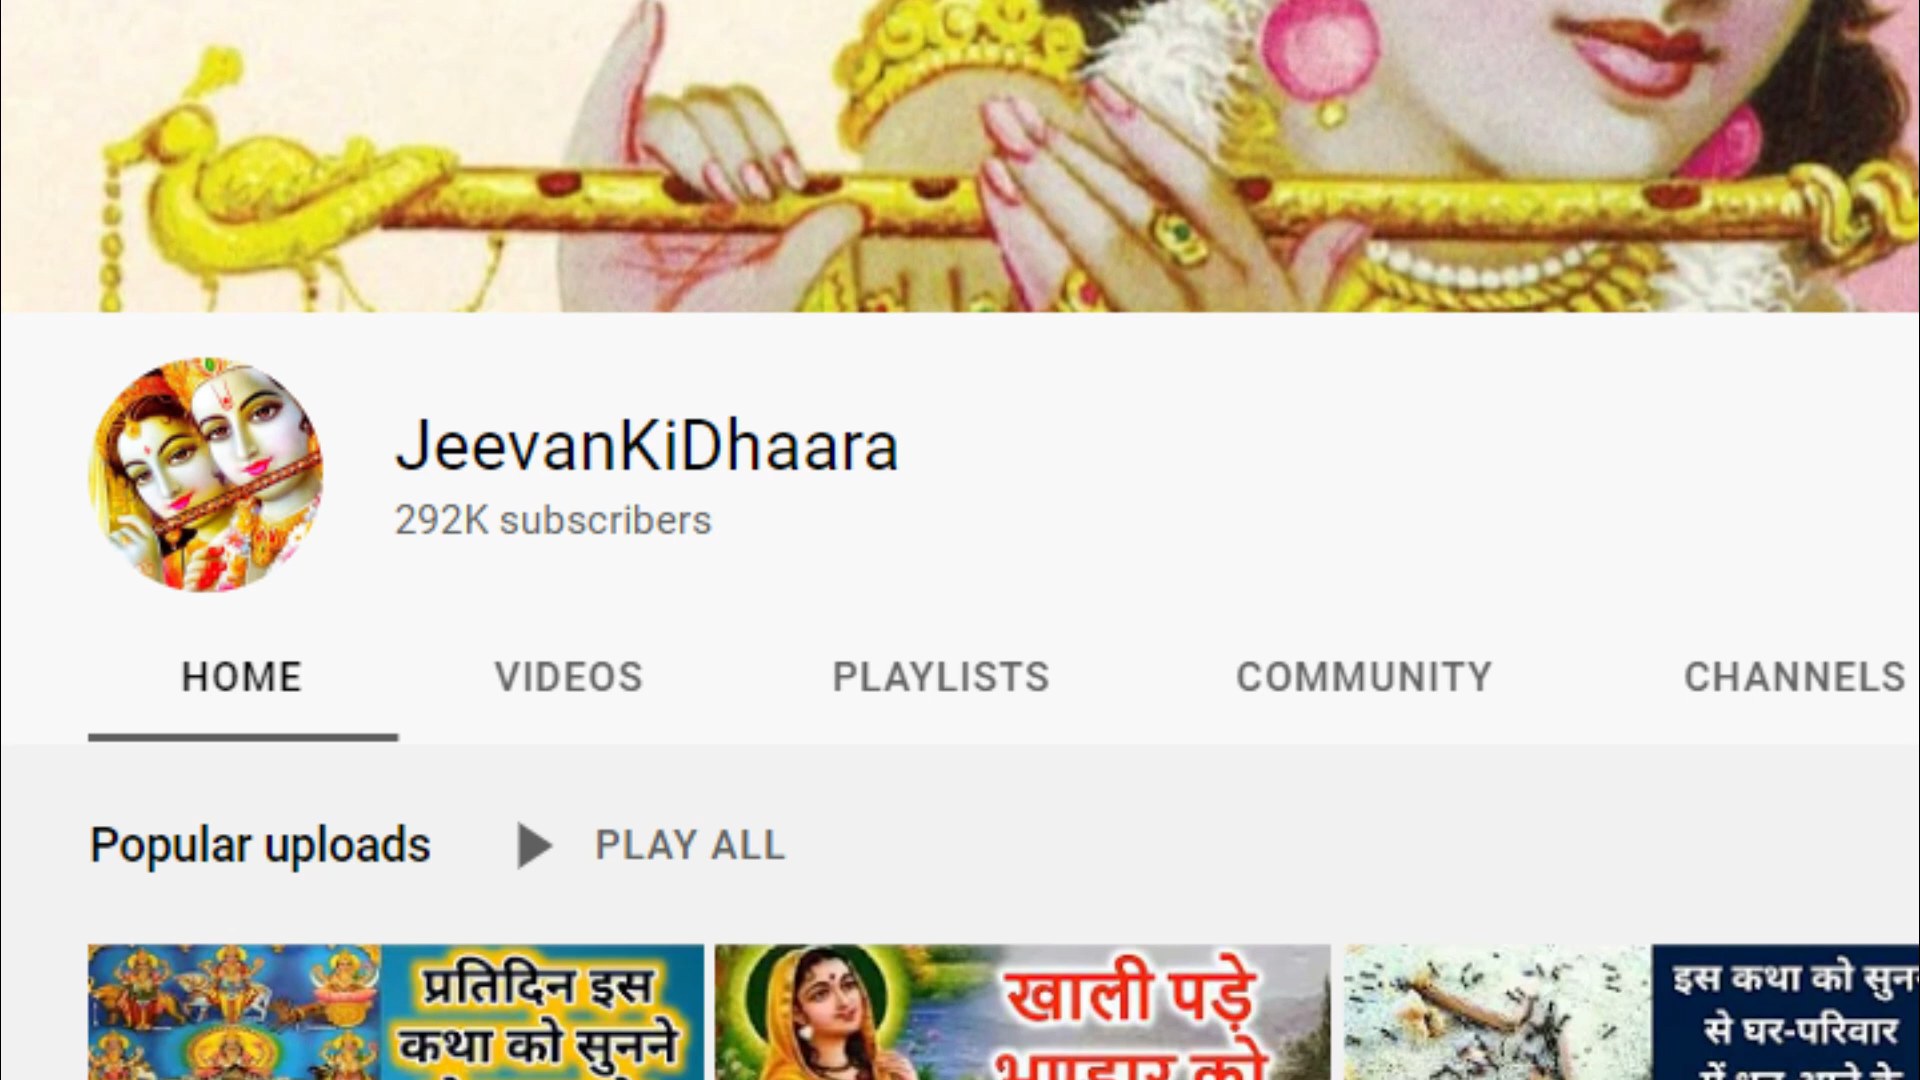 JeevanKiDhaara
292K subscribers
HOME VIDEOS PLAYLISTS COMMUNITY CHANNELS
Popular uploads PLAY ALL
प्रतिदिन इस
कथा को सुनने
खाली पड़े
भण्डार को
इस कथा को
से घर-परिवार